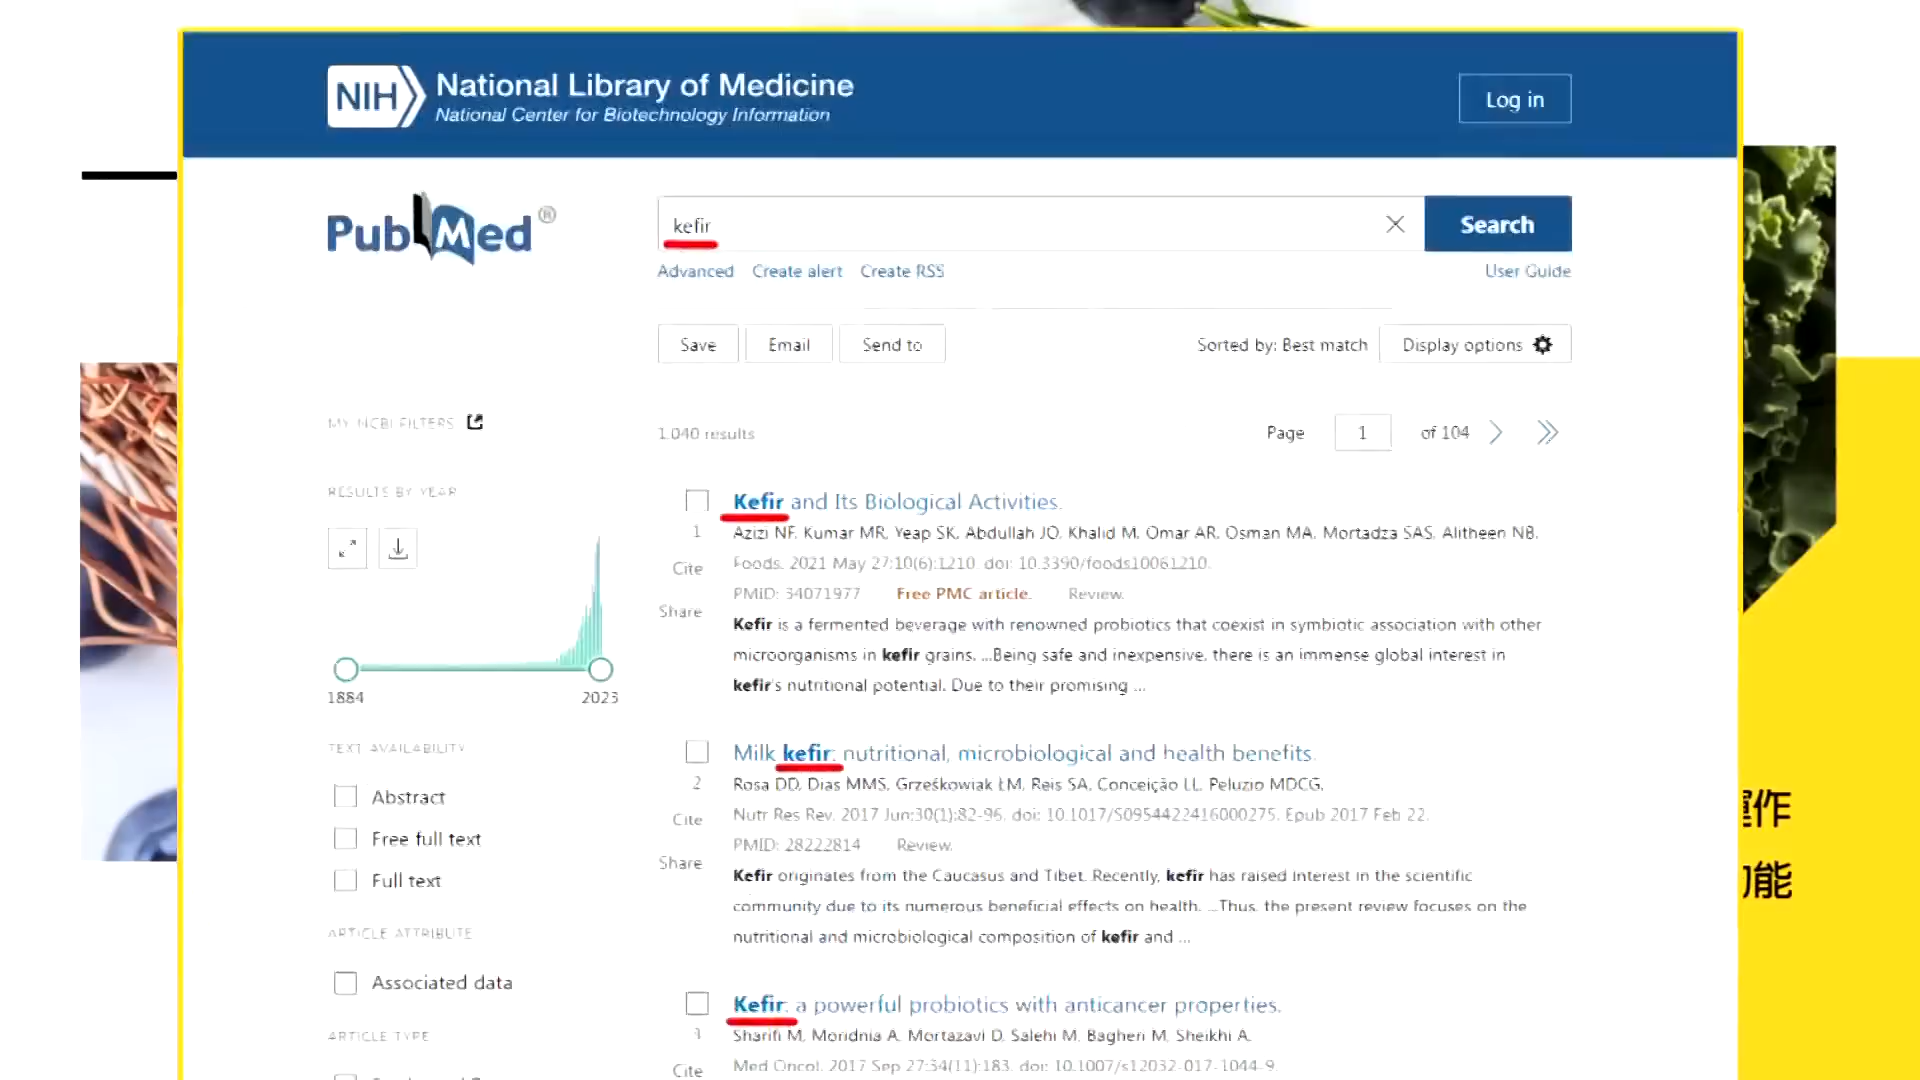 NIH National Library of Medicine
National Center for Biotechnology Information
Log in
PubMed®
kefir
Search
Advanced Create alert Create RSS
User Guide
Save Email Send to
Sorted by: Best match Display options
MY NCBI FILTERS
1,040 results
Page 1 of 104
RESULTS BY YEAR
1884 2023
TEXT AVAILABILITY
Abstract
Free full text
Full text
ARTICLE ATTRIBUTE
Associated data
ARTICLE TYPE
Kefir and Its Biological Activities.
1
Azizi NF, Kumar MR, Yeap SK, Abdullah JO, Khalid M, Omar AR, Osman MA, Mortadza SAS, Alitheen NB.
Cite
Foods. 2021 May 27;10(6):1210. doi: 10.3390/foods10061210.
PMID: 34071977 Free PMC article. Review.
Share
Kefir is a fermented beverage with renowned probiotics that coexist in symbiotic association with other
microorganisms in kefir grains. ...Being safe and inexpensive, there is an immense global interest in
kefir's nutritional potential. Due to their promising ...
Milk kefir: nutritional, microbiological and health benefits.
2
Rosa DD, Dias MMS, Grześkowiak ŁM, Reis SA, Conceição LL, Peluzio MDCG.
Cite
Nutr Res Rev. 2017 Jun;30(1):82-96. doi: 10.1017/S0954422416000275. Epub 2017 Feb 22.
PMID: 28222814 Review.
Share
Kefir originates from the Caucasus and Tibet. Recently, kefir has raised interest in the scientific
community due to its numerous beneficial effects on health. ...Thus, the present review focuses on the
nutritional and microbiological composition of kefir and ...
Kefir: a powerful probiotics with anticancer properties.
3
Sharifi M, Moridnia A, Mortazavi D, Salehi M, Bagheri M, Sheikhi A.
Cite
Med Oncol. 2017 Sep 27;34(11):183. doi: 10.1007/s12032-017-1044-9.
作
能